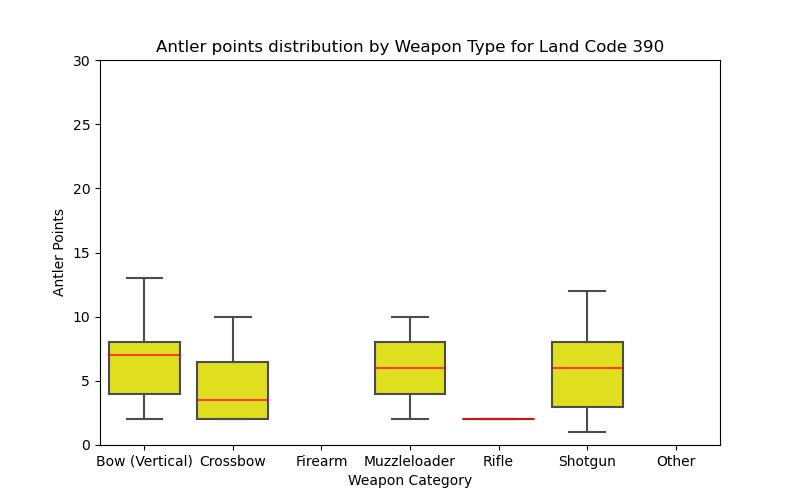 Antler points distribution by Weapon Type for Land Code 390
30
25
20
15
10
5
0
Antler Points
Bow (Vertical) Crossbow Firearm Muzzleloader Rifle Shotgun Other
Weapon Category